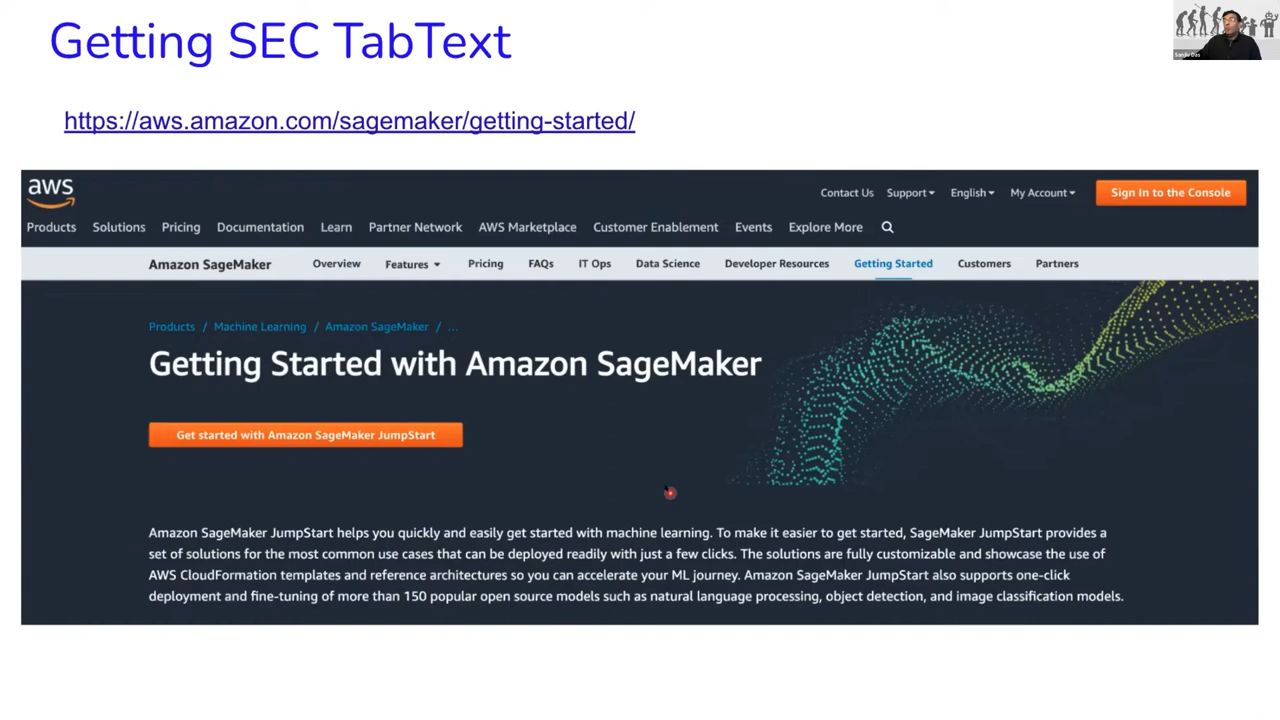 Getting SEC TabText
Sanjiv Das
https://aws.amazon.com/sagemaker/getting-started/
aws
Contact Us Support English My Account Sign In to the Console
Products Solutions Pricing Documentation Learn Partner Network AWS Marketplace Customer Enablement Events Explore More
Amazon SageMaker Overview Features Pricing FAQs IT Ops Data Science Developer Resources Getting Started Customers Partners
Products / Machine Learning / Amazon SageMaker / ...
Getting Started with Amazon SageMaker
Get started with Amazon SageMaker JumpStart
Amazon SageMaker JumpStart helps you quickly and easily get started with machine learning. To make it easier to get started, SageMaker JumpStart provides a
set of solutions for the most common use cases that can be deployed readily with just a few clicks. The solutions are fully customizable and showcase the use of
AWS CloudFormation templates and reference architectures so you can accelerate your ML journey. Amazon SageMaker JumpStart also supports one-click
deployment and fine-tuning of more than 150 popular open source models such as natural language processing, object detection, and image classification models.